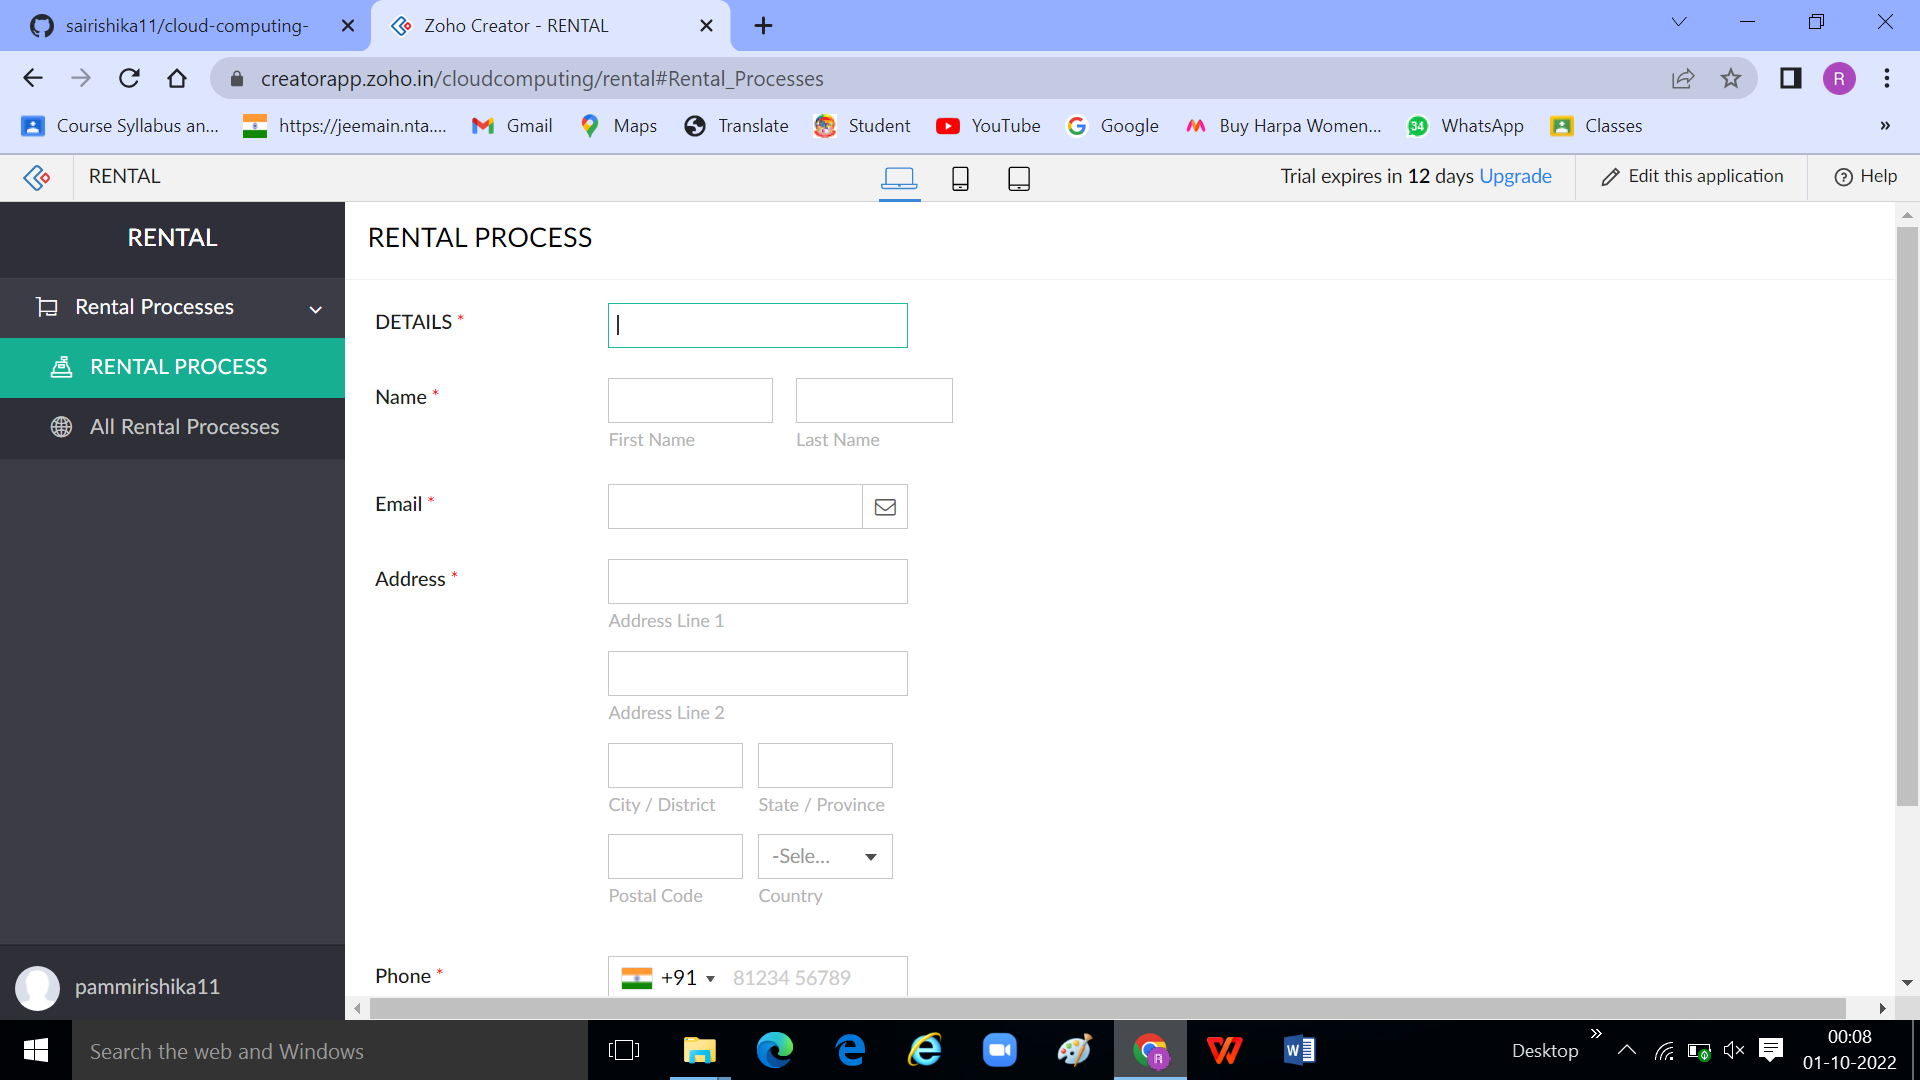 sairishika11/cloud-computing-
Zoho Creator - RENTAL
creatorapp.zoho.in/cloudcomputing/rental#Rental_Processes
R
Course Syllabus an...
https://jeemain.nta....
Gmail
Maps
Translate
Student
YouTube
Google
Buy Harpa Women...
34
WhatsApp
Classes
»
RENTAL
Trial expires in 12 days Upgrade
Edit this application
Help
RENTAL
Rental Processes
RENTAL PROCESS
All Rental Processes
pammirishika11
RENTAL PROCESS
DETAILS *
Name *
First Name
Last Name
Email *
Address *
Address Line 1
Address Line 2
City / District
State / Province
-Sele...
Postal Code
Country
Phone *
+91
81234 56789
Search the web and Windows
R
Desktop
»
00:08
01-10-2022